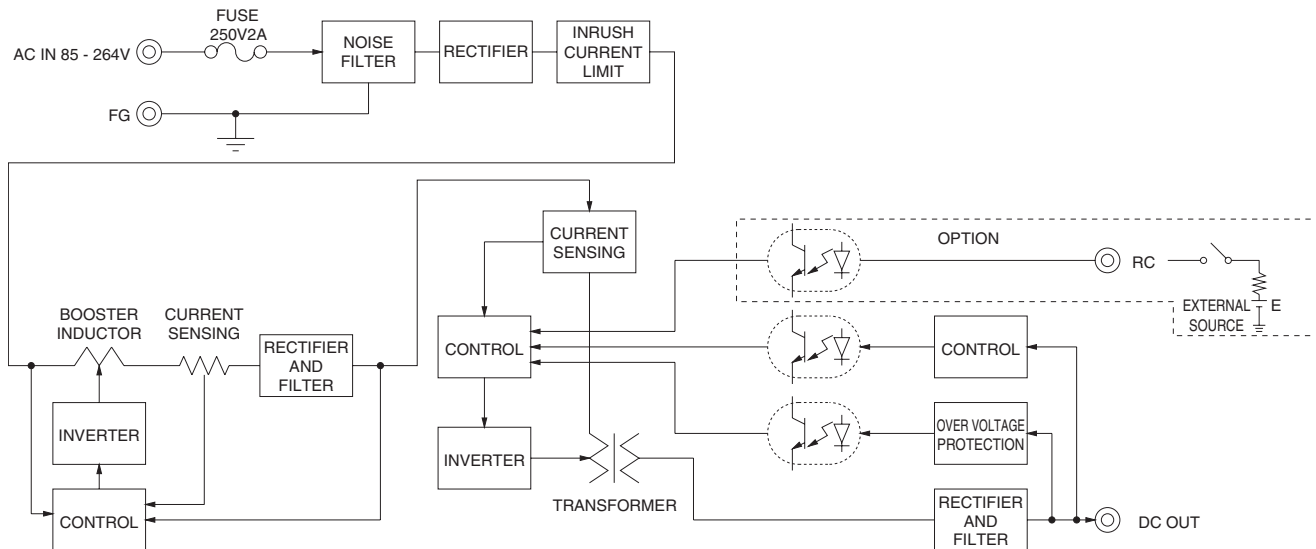 FUSE
250V2A
AC IN 85 - 264V
NOISE
FILTER
RECTIFIER
INRUSH
CURRENT
LIMIT
FG
CURRENT
SENSING
OPTION
RC
EXTERNAL
SOURCE
E
BOOSTER
INDUCTOR
CURRENT
SENSING
RECTIFIER
AND
FILTER
CONTROL
CONTROL
INVERTER
INVERTER
OVER VOLTAGE
PROTECTION
TRANSFORMER
CONTROL
RECTIFIER
AND
FILTER
DC OUT